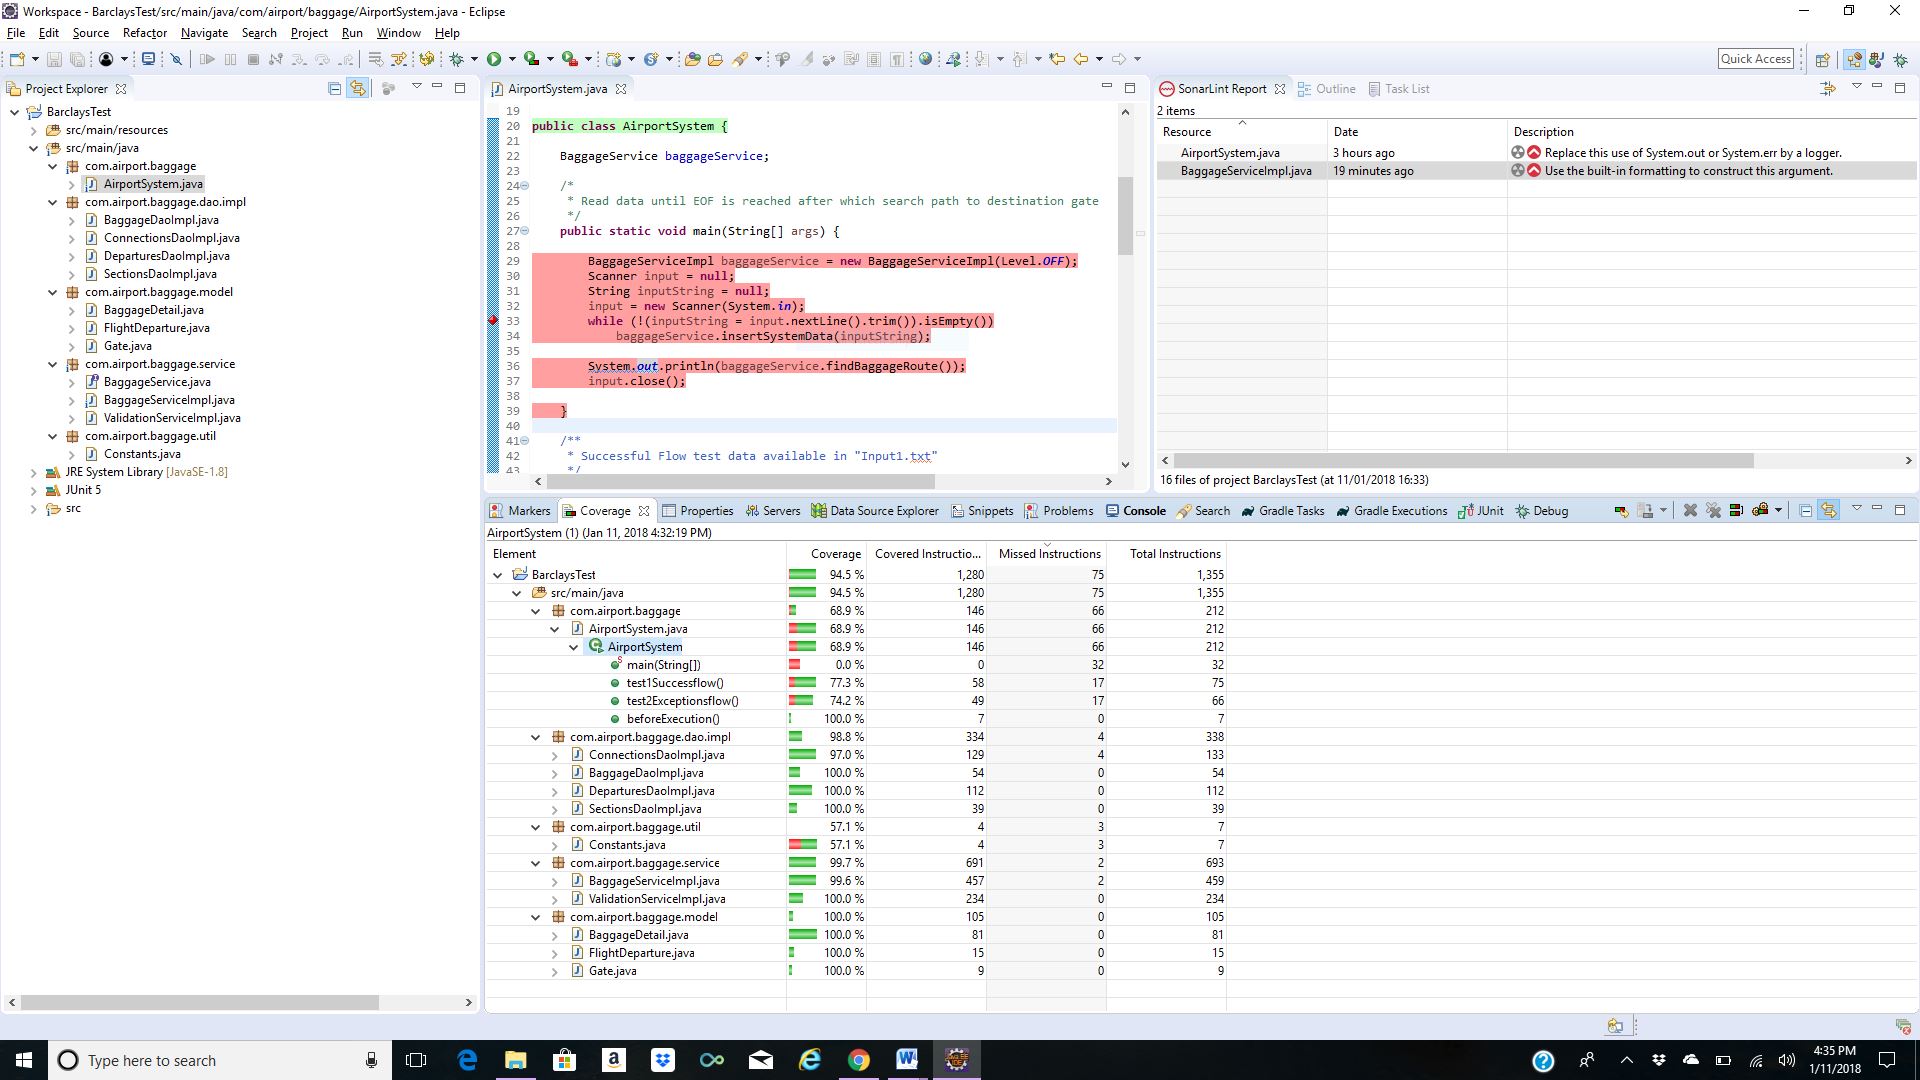 Workspace - BarclaysTest/src/main/java/com/airport/baggage/AirportSystem.java - Eclipse
File Edit Source Refactor Navigate Search Project Run Window Help
Quick Access
Project Explorer
BarclaysTest
src/main/resources
src/main/java
com.airport.baggage
AirportSystem.java
com.airport.baggage.dao.impl
BaggageDaoImpl.java
ConnectionsDaoImpl.java
DeparturesDaoImpl.java
SectionsDaoImpl.java
com.airport.baggage.model
BaggageDetail.java
FlightDeparture.java
Gate.java
com.airport.baggage.service
BaggageService.java
BaggageServiceImpl.java
ValidationServiceImpl.java
com.airport.baggage.util
Constants.java
JRE System Library [JavaSE-1.8]
JUnit 5
src
AirportSystem.java
19
20 public class AirportSystem {
21
22 BaggageService baggageService;
23
24 /*
25 * Read data until EOF is reached after which search path to destination gate
26 */
27 public static void main(String[] args) {
28
29 BaggageServiceImpl baggageService = new BaggageServiceImpl(Level.OFF);
30 Scanner input = null;
31 String inputString = null;
32 input = new Scanner(System.in);
33 while (!(inputString = input.nextLine().trim()).isEmpty())
34 baggageService.insertSystemData(inputString);
35
36 System.out.println(baggageService.findBaggageRoute());
37 input.close();
38
39 }
40
41 /**
42 * Successful Flow test data available in "Input1.txt"
43 */
SonarLint Report Outline Task List
2 items
Resource Date Description
AirportSystem.java 3 hours ago Replace this use of System.out or System.err by a logger.
BaggageServiceImpl.java 19 minutes ago Use the built-in formatting to construct this argument.
16 files of project BarclaysTest (at 11/01/2018 16:33)
Markers Coverage Properties Servers Data Source Explorer Snippets Problems Console Search Gradle Tasks Gradle Executions JUnit Debug
AirportSystem (1) (Jan 11, 2018 4:32:19 PM)
Element Coverage Covered Instructio... Missed Instructions Total Instructions
BarclaysTest 94.5 % 1,280 75 1,355
src/main/java 94.5 % 1,280 75 1,355
com.airport.baggage 68.9 % 146 66 212
AirportSystem.java 68.9 % 146 66 212
AirportSystem 68.9 % 146 66 212
main(String[]) 0.0 % 0 32 32
test1Successflow() 77.3 % 58 17 75
test2Exceptionsflow() 74.2 % 49 17 66
beforeExecution() 100.0 % 7 0 7
com.airport.baggage.dao.impl 98.8 % 334 4 338
ConnectionsDaoImpl.java 97.0 % 129 4 133
BaggageDaoImpl.java 100.0 % 54 0 54
DeparturesDaoImpl.java 100.0 % 112 0 112
SectionsDaoImpl.java 100.0 % 39 0 39
com.airport.baggage.util 57.1 % 4 3 7
Constants.java 57.1 % 4 3 7
com.airport.baggage.service 99.7 % 691 2 693
BaggageServiceImpl.java 99.6 % 457 2 459
ValidationServiceImpl.java 100.0 % 234 0 234
com.airport.baggage.model 100.0 % 105 0 105
BaggageDetail.java 100.0 % 81 0 81
FlightDeparture.java 100.0 % 15 0 15
Gate.java 100.0 % 9 0 9
Type here to search
4:35 PM
1/11/2018